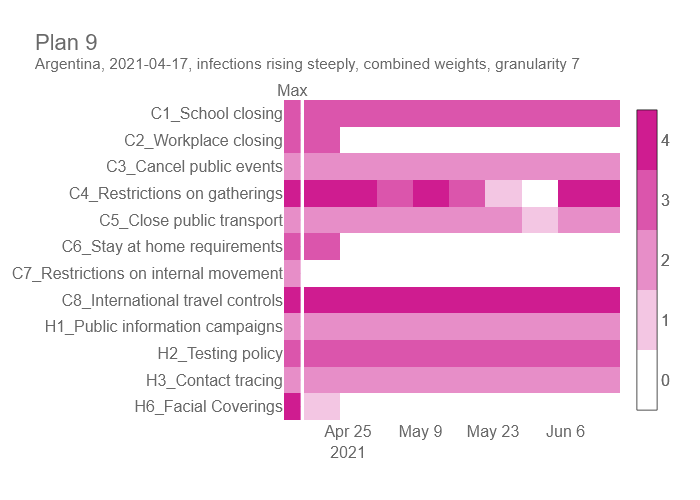 Plan 9
Argentina, 2021-04-17, infections rising steeply, combined weights, granularity 7
Max
C1_School closing
C2_Workplace closing
C3_Cancel public events
C4_Restrictions on gatherings
C5_Close public transport
C6_Stay at home requirements
C7_Restrictions on internal movement
C8_International travel controls
H1_Public information campaigns
H2_Testing policy
H3_Contact tracing
H6_Facial Coverings
Apr 25 May 9 May 23 Jun 6
2021
4
3
2
1
0